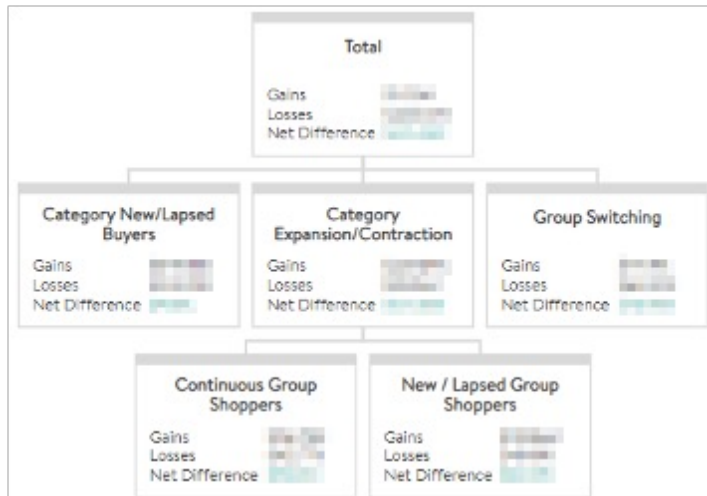 Total
Gains
Losses
Net Difference
Category New/Lapsed
Buyers
Gains
Losses
Net Difference
Category
Expansion/Contraction
Gains
Losses
Net Difference
Group Switching
Gains
Losses
Net Difference
Continuous Group
Shoppers
Gains
Losses
Net Difference
New / Lapsed Group
Shoppers
Gains
Losses
Net Difference